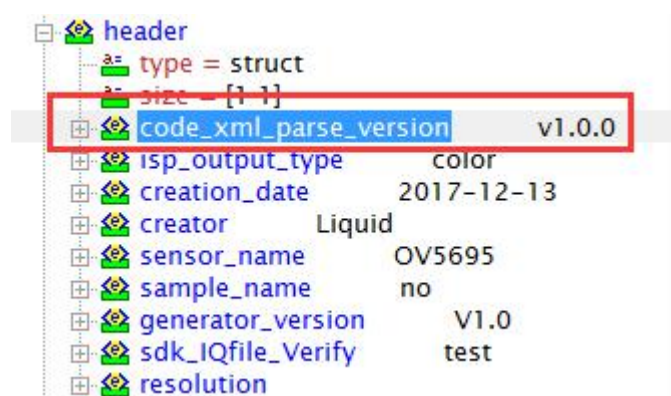 header
type = struct
size = [1 1]
code_xml_parse_version v1.0.0
isp_output_type color
creation_date 2017-12-13
creator Liquid
sensor_name OV5695
sample_name no
generator_version V1.0
sdk_IQfile_Verify test
resolution